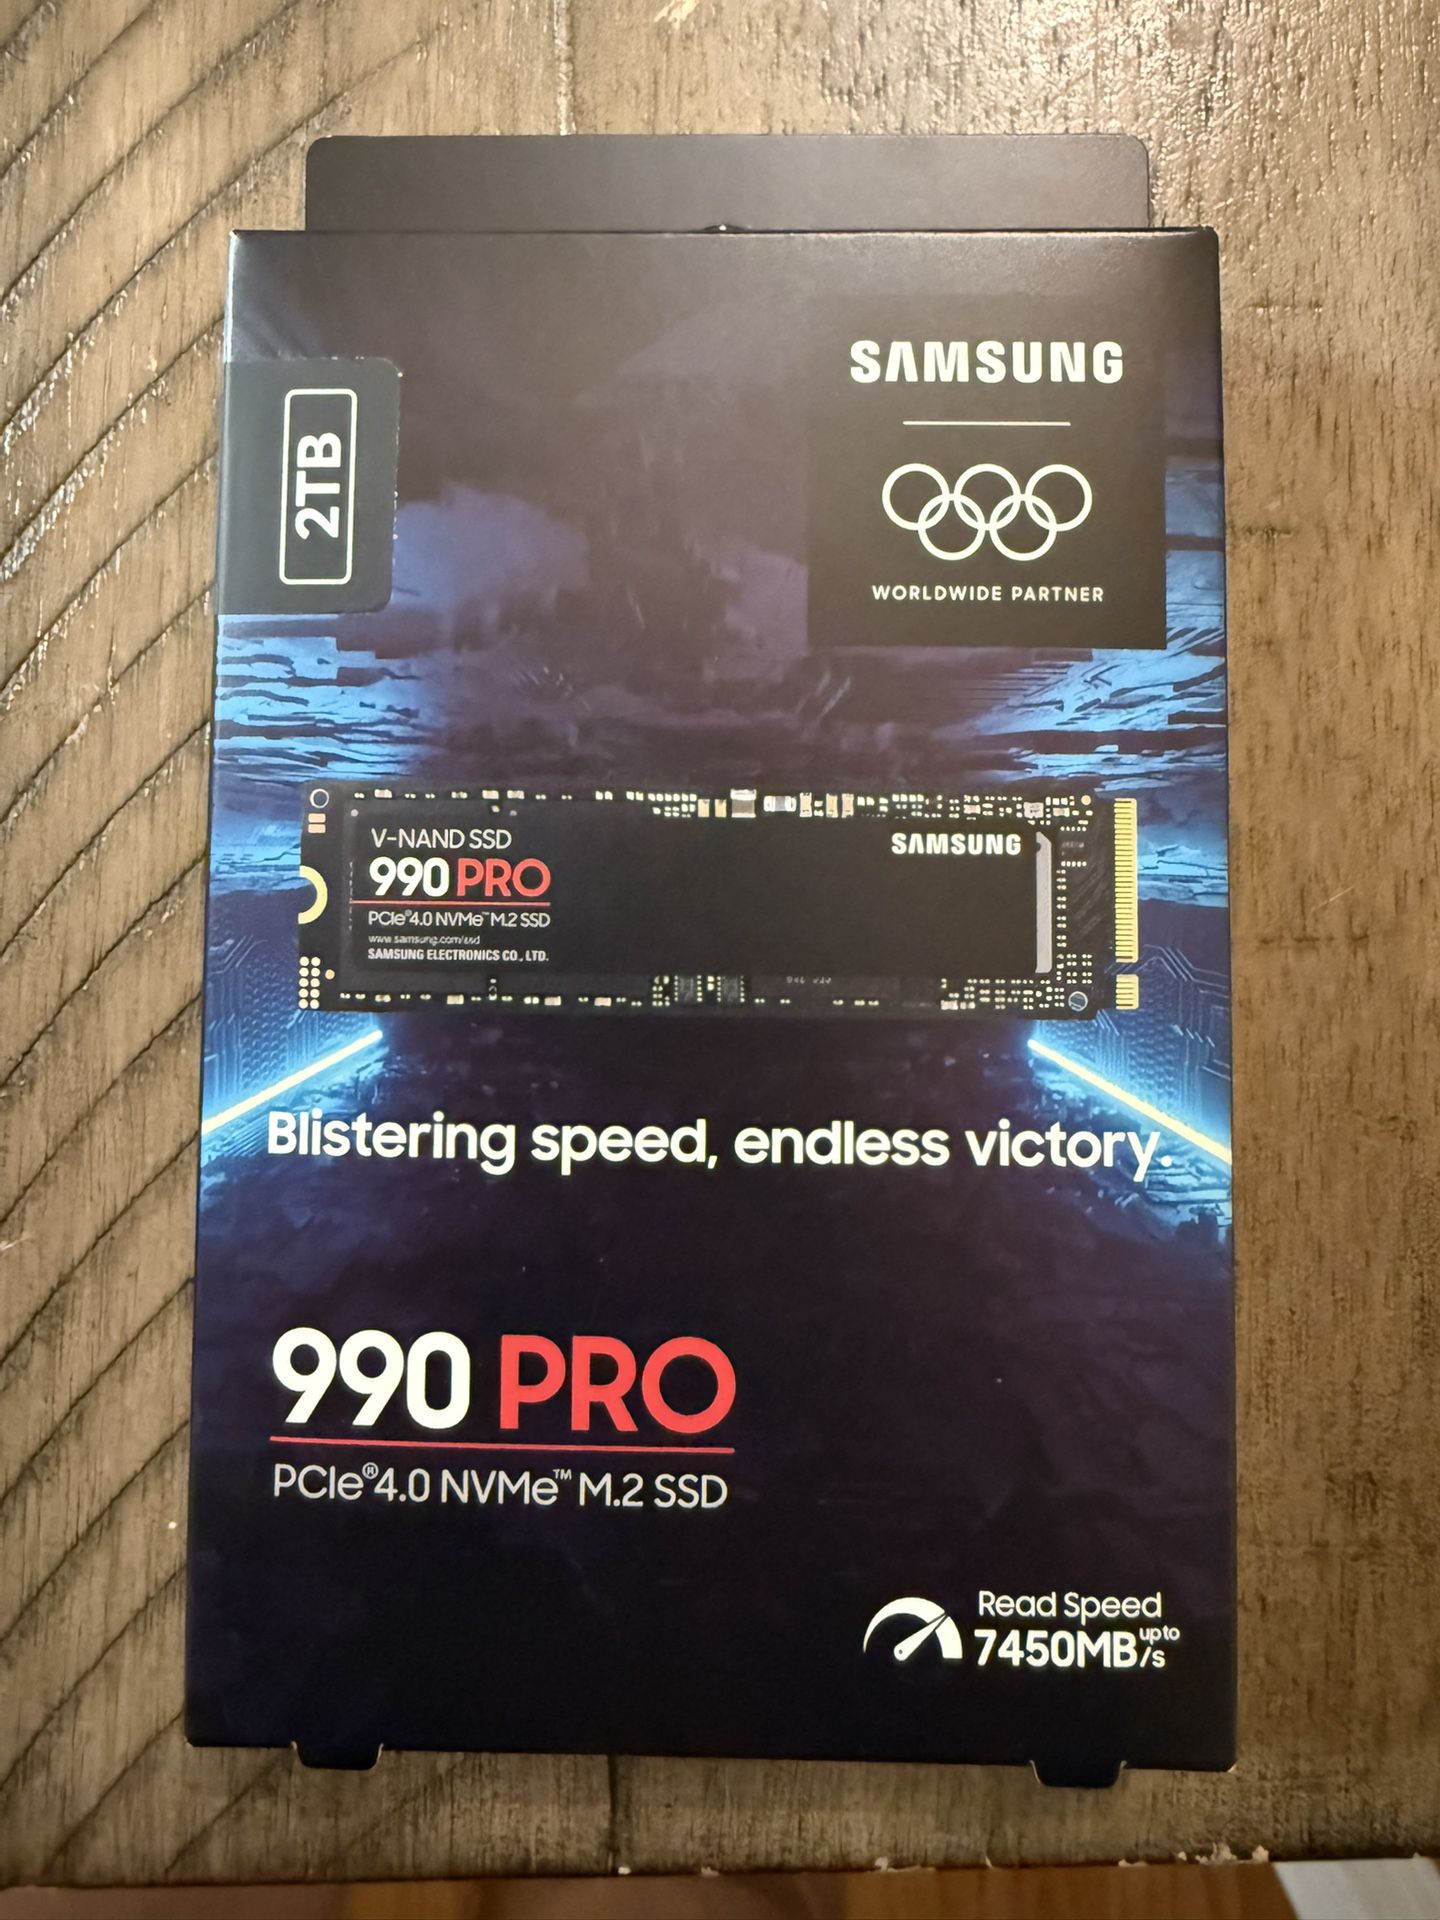 SAMSUNG
WORLDWIDE PARTNER
2TB
V-NAND SSD
SAMSUNG
990 PRO
PCIe® 4.0 NVMe™ M.2 SSD
www.samsung.com/ssd
SAMSUNG ELECTRONICS CO., LTD.
Blistering speed, endless victory.
990 PRO
PCIe® 4.0 NVMe™ M.2 SSD
Read Speed
up to
7450MB/s